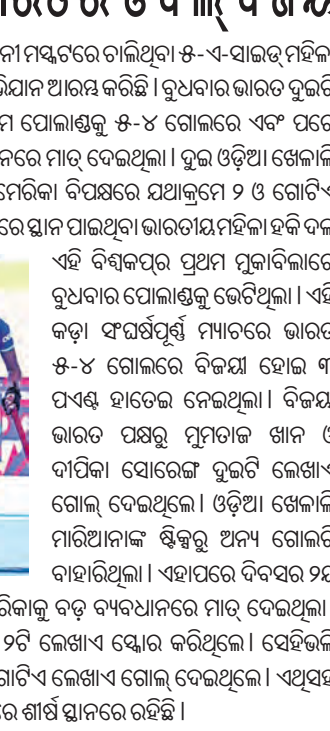 ମସ୍କଟରେ ଚାଲିଥିବା ୫-ଏ-ସାଇଡ୍ ମହିଳା
ଆରମ୍ଭ କରିଛି । ବୁଧବାର ଭାରତ ଦୁଇଟି
ପୋଲାଣ୍ଡକୁ ୫-୪ ଗୋଲରେ ଏବଂ ପରେ
ମାତ୍ ଦେଇଥିଲା । ଦୁଇ ଓଡ଼ିଆ ଖେଳାଳି
ବିପକ୍ଷରେ ଯଥାକ୍ରମେ ୨ ଓ ଗୋଟିଏ
ସ୍ଥାନ ପାଇଥିବା ଭାରତୀୟ ମହିଳା ହକି ଦଳ
ଏହି ବିଶ୍ୱକପ୍‌ର ପ୍ରଥମ ମୁକାବିଲାରେ
ବୁଧବାର ପୋଲାଣ୍ଡକୁ ଭେଟିଥିଲା । ଏହି
କଡ଼ା ସଂଘର୍ଷପୂର୍ଣ୍ଣ ମ୍ୟାଚରେ ଭାରତ
୫-୪ ଗୋଲରେ ବିଜୟୀ ହୋଇ ୩
ପଏଣ୍ଟ ହାତେଇ ନେଇଥିଲା । ବିଜୟୀ
ଭାରତ ପକ୍ଷରୁ ମୁମତାଜ ଖାନ ଓ
ଦୀପିକା ସୋରେଙ୍ଗ ଦୁଇଟି ଲେଖାଏ
ଗୋଲ୍ ଦେଇଥିଲେ । ଓଡ଼ିଆ ଖେଳାଳି
ମାରିଆନାଙ୍କ ଷ୍ଟିକ୍‌ରୁ ଅନ୍ୟ ଗୋଲଟି
ବାହାରିଥିଲା । ଏହାପରେ ଦିବସର ୨ୟ
ବଡ଼ ବ୍ୟବଧାନରେ ମାତ୍ ଦେଇଥିଲା
୨ଟି ଲେଖାଏ ସ୍କୋର କରିଥିଲେ । ସେହିଭଳି
ଗୋଟିଏ ଲେଖାଏ ଗୋଲ୍ ଦେଇଥିଲେ । ଏଥିସହ
ଶୀର୍ଷ ସ୍ଥାନରେ ରହିଛି ।